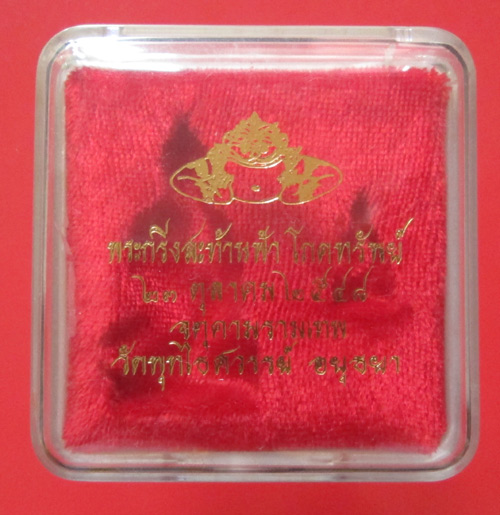 พระกริ่งสะท้านฟ้า โภคทรัพย์
๒๓ ตุลาคม ๒๕๔๘
จตุคามรามเทพ
วัดพุทไธศวรรย์ อยุธยา